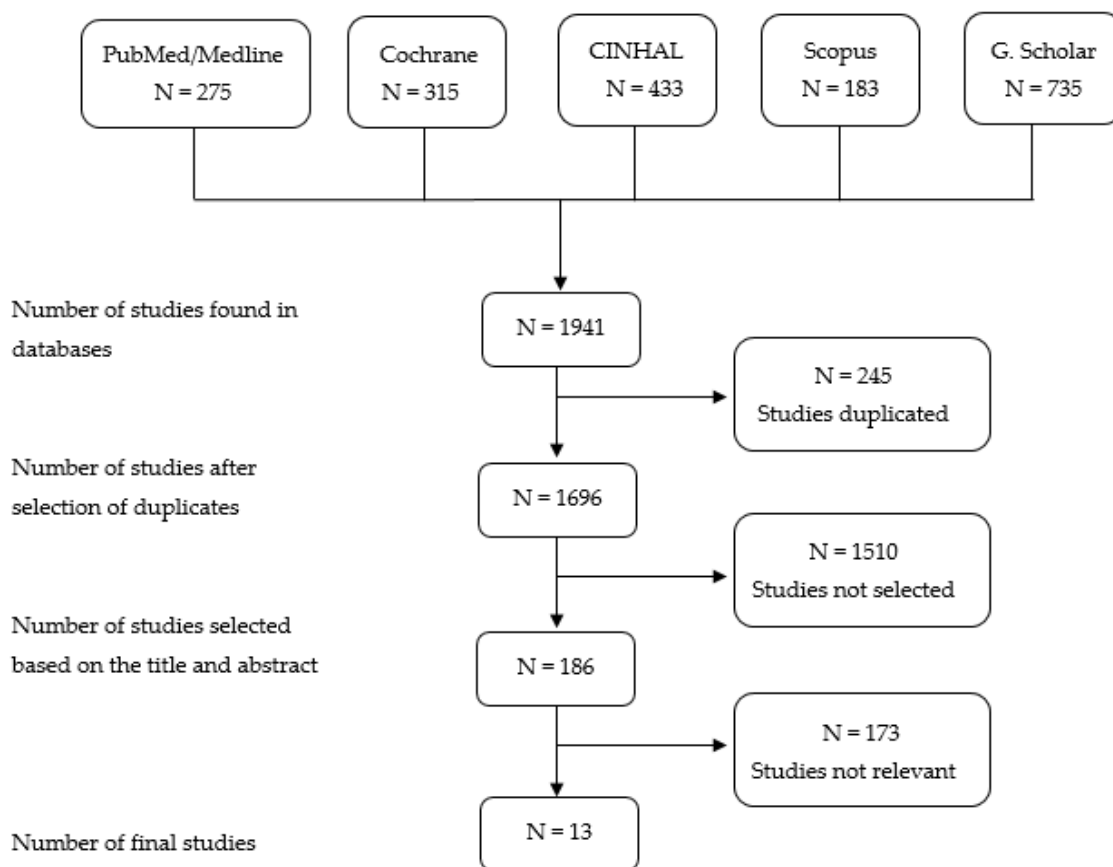 PubMed/Medline
N = 275
Cochrane
N = 315
CINHAL
N = 433
Scopus
N = 183
G. Scholar
N = 735
Number of studies found in
databases
N = 1941
N = 245
Studies duplicated
Number of studies after
selection of duplicates
N = 1696
N = 1510
Studies not selected
Number of studies selected
based on the title and abstract
N = 186
N = 173
Studies not relevant
Number of final studies
N = 13